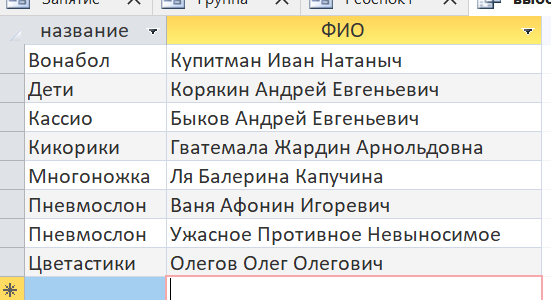 Занятие Группа Ребенок1
название ФИО
Вонабол Купитман Иван Натаныч
Дети Корякин Андрей Евгеньевич
Кассио Быков Андрей Евгеньевич
Кикорики Гватемала Жардин Арнольдовна
Многоножка Ля Балерина Капучина
Пневмослон Ваня Афонин Игоревич
Пневмослон Ужасное Противное Невыносимое
Цветастики Олегов Олег Олегович